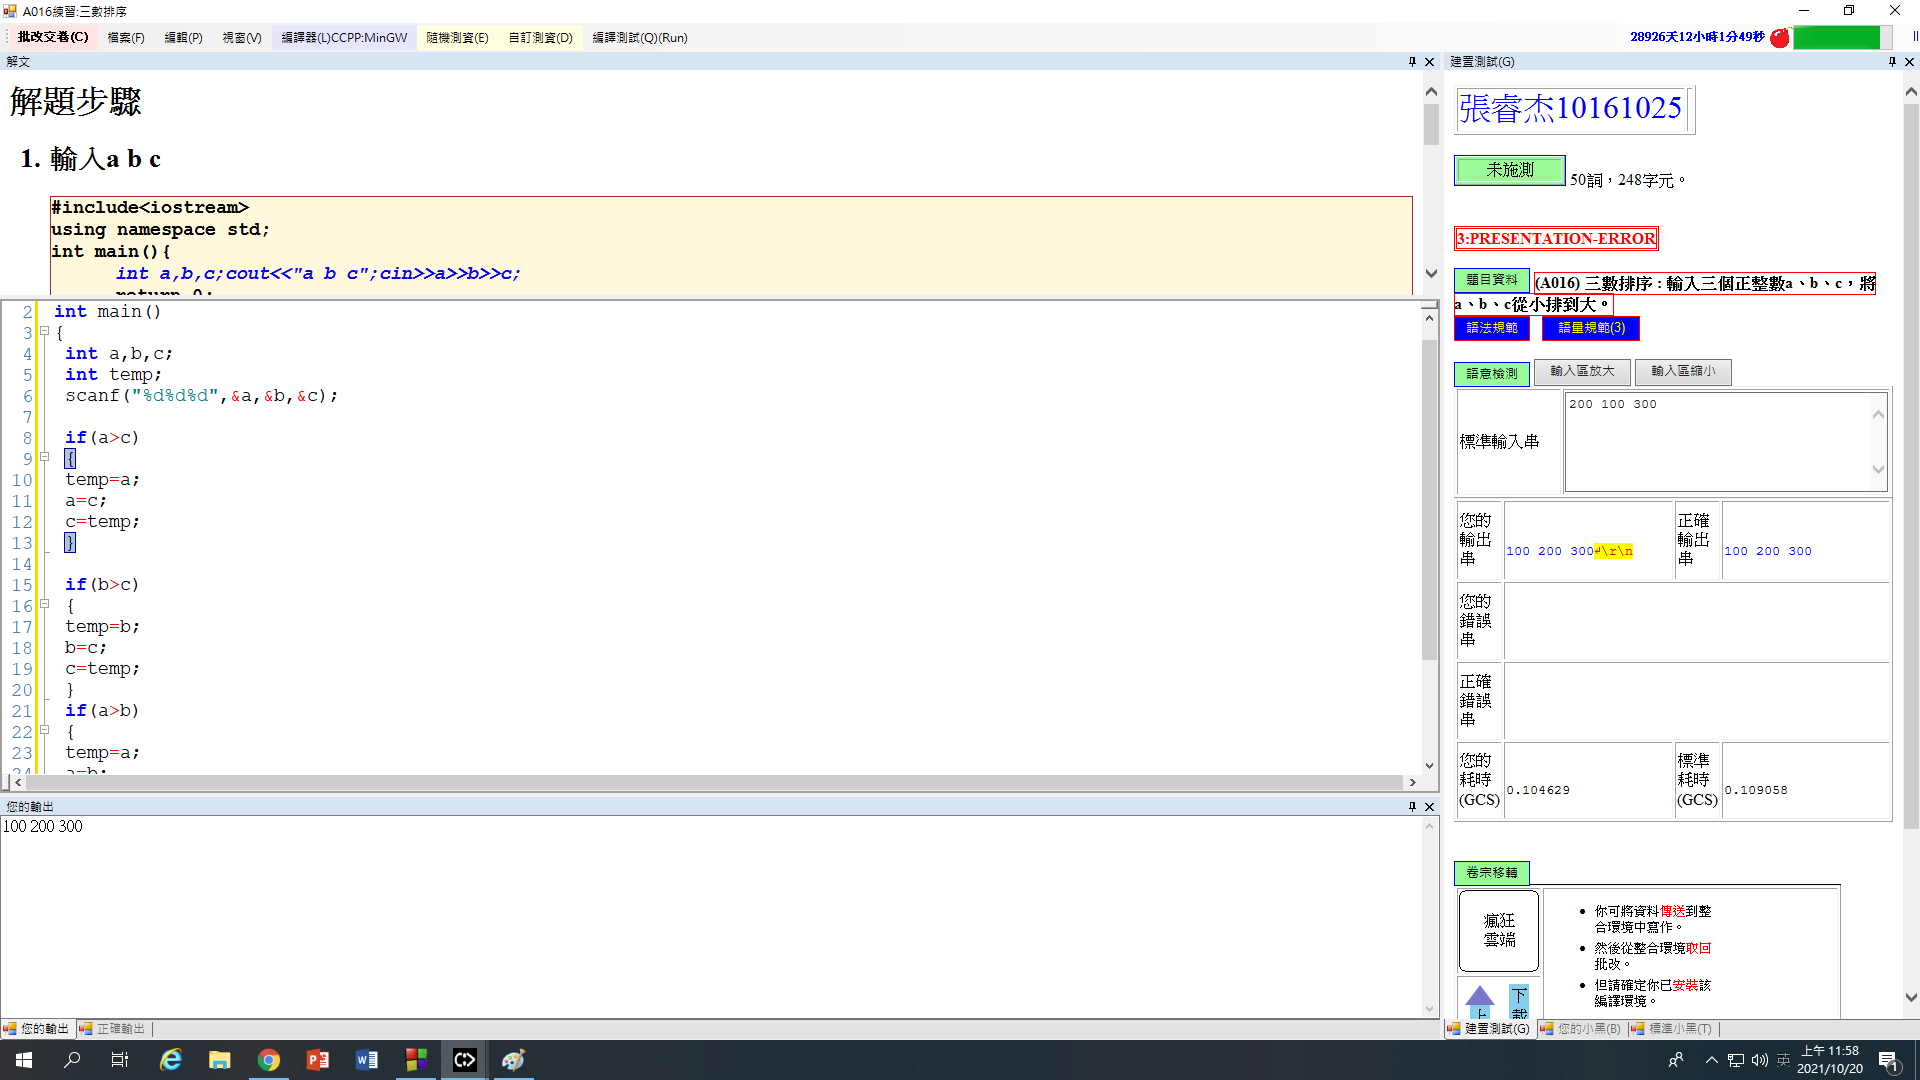 A016練習:三數排序
批改交卷(C) 檔案(F) 編輯(P) 視窗(V) 編譯器(L)CCPP:MinGW 隨機測資(E) 自訂測資(D) 編譯測試(Q)(Run) 28926天12小時1分49秒
解文
解題步驟
1. 輸入a b c
#include<iostream>
using namespace std;
int main(){
int a,b,c;cout<<"a b c";cin>>a>>b>>c;
return 0;
2 int main()
3 {
4 int a,b,c;
5 int temp;
6 scanf("%d%d%d",&a,&b,&c);
7
8 if(a>c)
9 {
10 temp=a;
11 a=c;
12 c=temp;
13 }
14
15 if(b>c)
16 {
17 temp=b;
18 b=c;
19 c=temp;
20 }
21 if(a>b)
22 {
23 temp=a;
24 a=b;
您的輸出
100 200 300
您的輸出 正確輸出
建置測試(G)
張睿杰10161025
未施測 50詞，248字元。
3:PRESENTATION-ERROR
題目資料 (A016) 三數排序：輸入三個正整數a、b、c，將
a、b、c從小排到大。
語法規範 語量規範(3)
語意檢測 輸入區放大 輸入區縮小
標準輸入串 200 100 300
您的輸出串 100 200 300↲\r\n 正確輸出串 100 200 300
您的錯誤串
正確錯誤串
您的耗時(GCS) 0.104629 標準耗時(GCS) 0.109058
卷宗移轉
瘋狂
雲端
你可將資料傳送到整
合環境中寫作。
然後從整合環境取回
批改。
但請確定你已安裝該
編譯環境。
上 下載
建置測試(G) 您的小黑(B) 標準小黑(T)
英 上午 11:58
2021/10/20
1